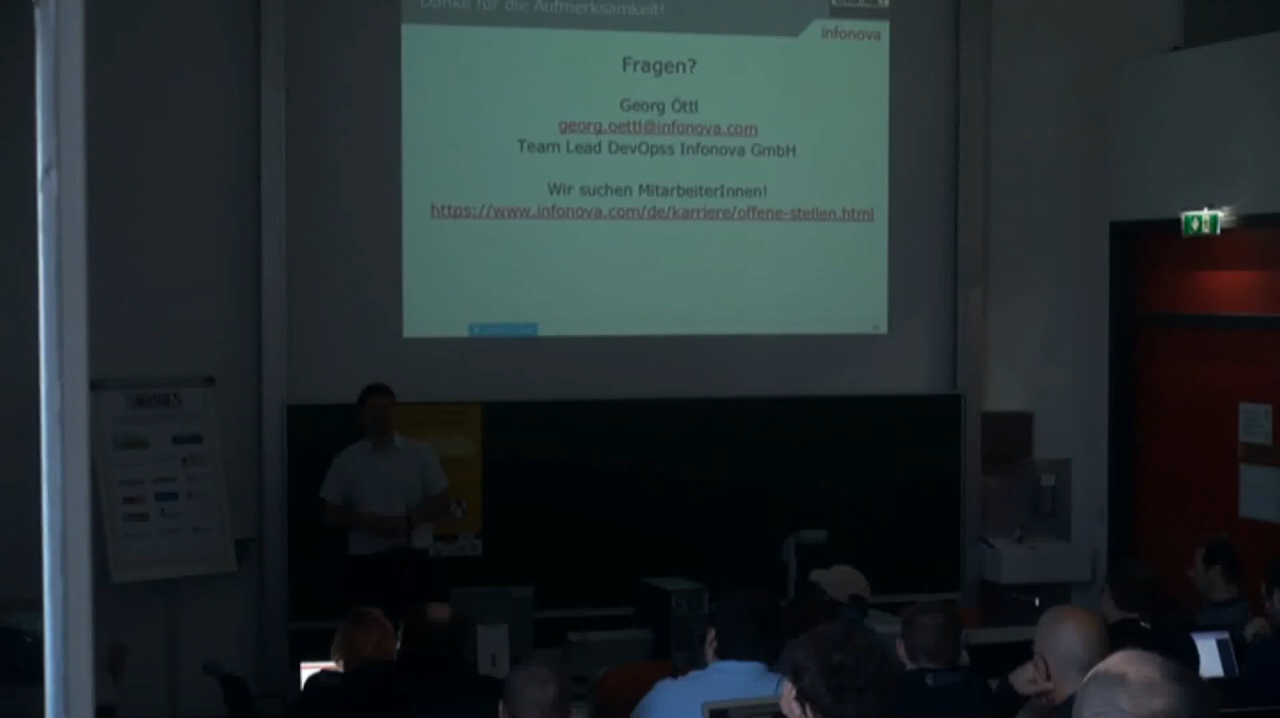 Danke für die Aufmerksamkeit!
infonova
Fragen?
Georg Öttl
georg.oettl@infonova.com
Team Lead DevOpss Infonova GmbH
Wir suchen MitarbeiterInnen!
https://www.infonova.com/de/karriere/offene-stellen.html